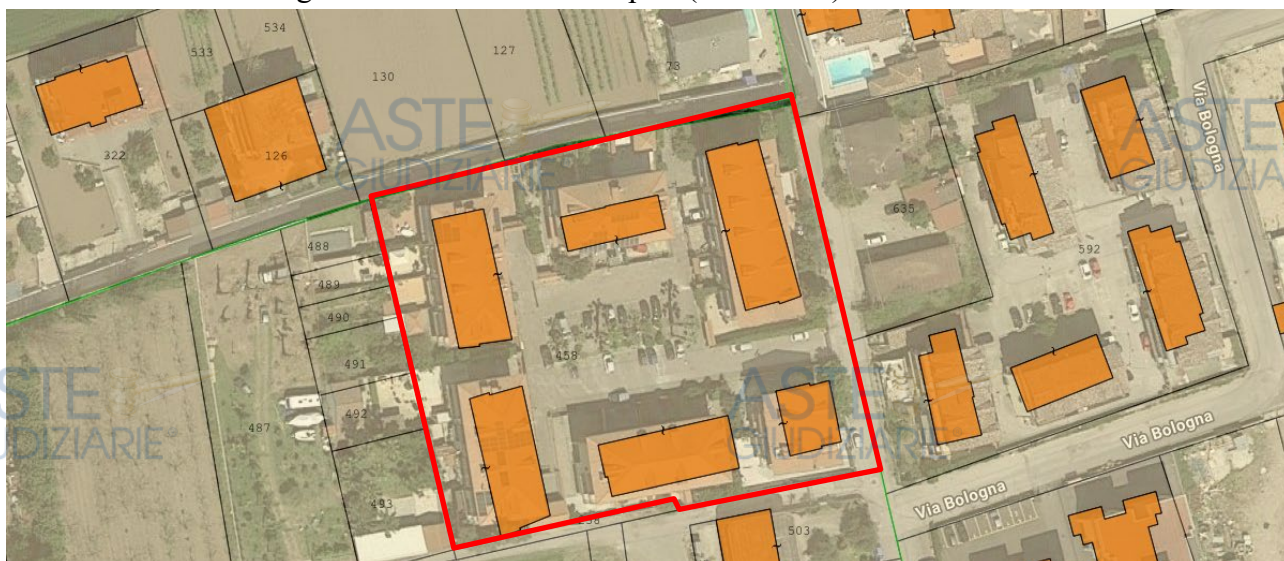 534
533
127
130
73
ASTE
GIUDIZIARIE
ASTE
GIUDIZIA
Via Bologna
322
126
635
592
488
489
490
491
458
492
487
ASTE
GIUDIZIARIE
ASTE
GIUDIZIARIE
Via Bologna
Via Bologna
493
503